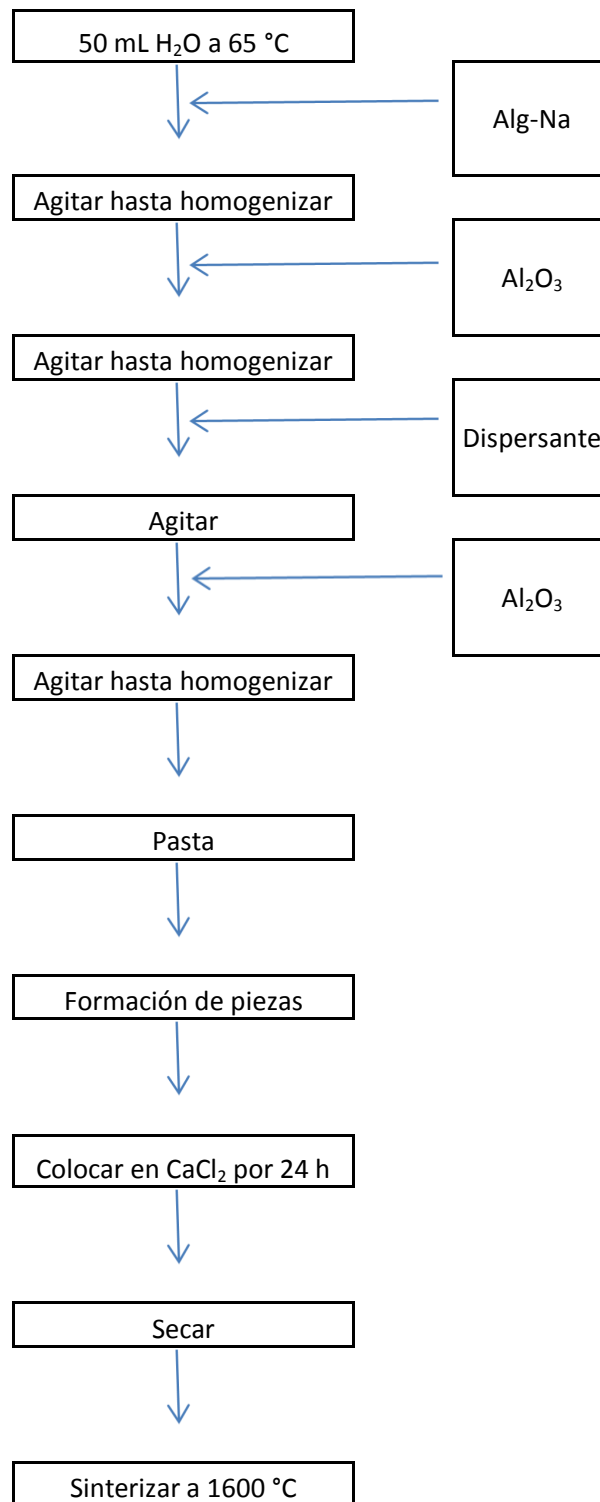 50 mL H₂O a 65 °C
Alg-Na
Agitar hasta homogenizar
Al₂O₃
Agitar hasta homogenizar
Dispersante
Agitar
Al₂O₃
Agitar hasta homogenizar
Pasta
Formación de piezas
Colocar en CaCl₂ por 24 h
Secar
Sinterizar a 1600 °C